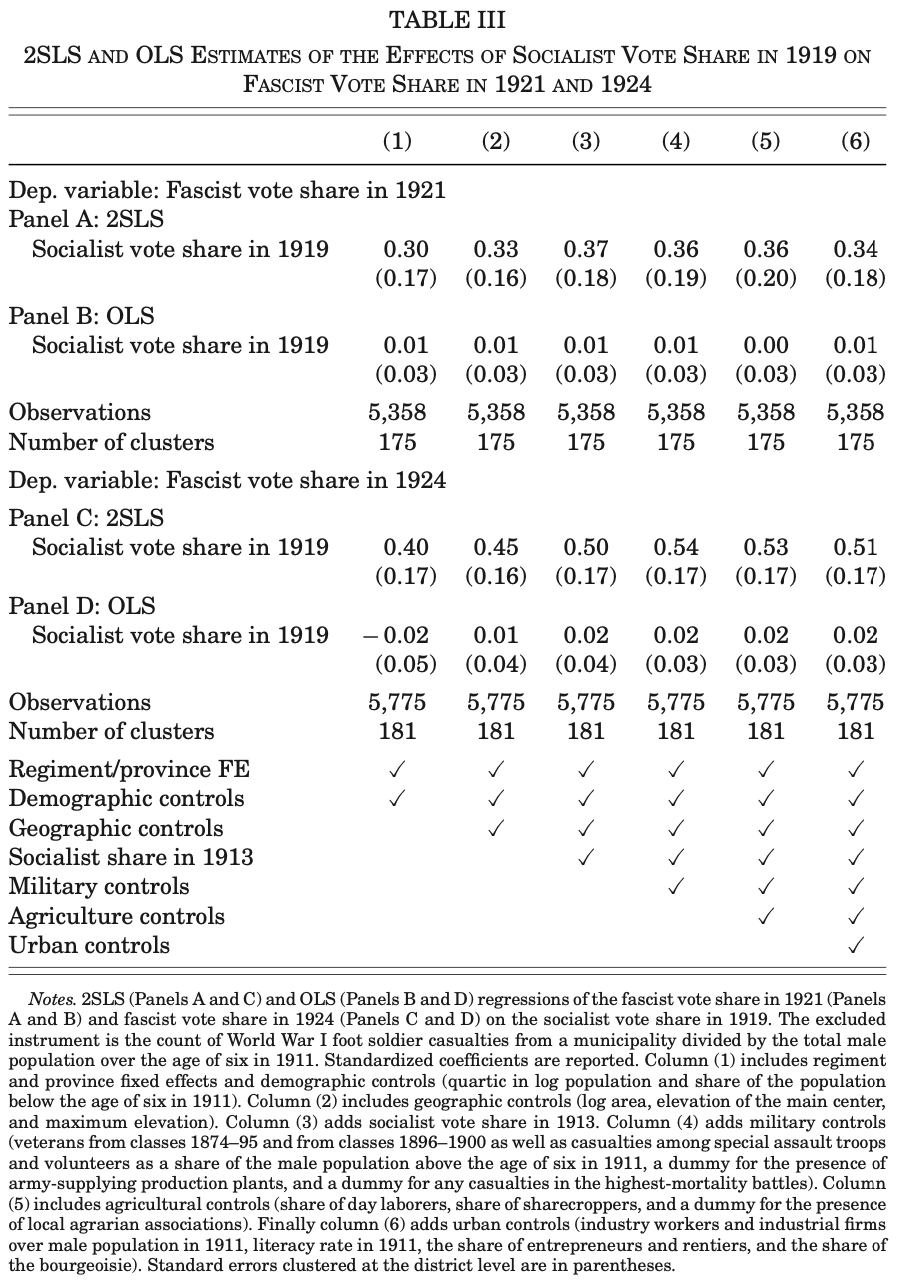 TABLE III
2SLS AND OLS ESTIMATES OF THE EFFECTS OF SOCIALIST VOTE SHARE IN 1919 ON
FASCIST VOTE SHARE IN 1921 AND 1924
(1) (2) (3) (4) (5) (6)
Dep. variable: Fascist vote share in 1921
Panel A: 2SLS
Socialist vote share in 1919 0.30 0.33 0.37 0.36 0.36 0.34
(0.17) (0.16) (0.18) (0.19) (0.20) (0.18)
Panel B: OLS
Socialist vote share in 1919 0.01 0.01 0.01 0.01 0.00 0.01
(0.03) (0.03) (0.03) (0.03) (0.03) (0.03)
Observations 5,358 5,358 5,358 5,358 5,358 5,358
Number of clusters 175 175 175 175 175 175
Dep. variable: Fascist vote share in 1924
Panel C: 2SLS
Socialist vote share in 1919 0.40 0.45 0.50 0.54 0.53 0.51
(0.17) (0.16) (0.17) (0.17) (0.17) (0.17)
Panel D: OLS
Socialist vote share in 1919 −0.02 0.01 0.02 0.02 0.02 0.02
(0.05) (0.04) (0.04) (0.03) (0.03) (0.03)
Observations 5,775 5,775 5,775 5,775 5,775 5,775
Number of clusters 181 181 181 181 181 181
Regiment/province FE ✓ ✓ ✓ ✓ ✓ ✓
Demographic controls ✓ ✓ ✓ ✓ ✓ ✓
Geographic controls ✓ ✓ ✓ ✓ ✓
Socialist share in 1913 ✓ ✓ ✓ ✓
Military controls ✓ ✓ ✓
Agriculture controls ✓ ✓
Urban controls ✓
Notes. 2SLS (Panels A and C) and OLS (Panels B and D) regressions of the fascist vote share in 1921 (Panels
A and B) and fascist vote share in 1924 (Panels C and D) on the socialist vote share in 1919. The excluded
instrument is the count of World War I foot soldier casualties from a municipality divided by the total male
population over the age of six in 1911. Standardized coefficients are reported. Column (1) includes regiment
and province fixed effects and demographic controls (quartic in log population and share of the population
below the age of six in 1911). Column (2) includes geographic controls (log area, elevation of the main center,
and maximum elevation). Column (3) adds socialist vote share in 1913. Column (4) adds military controls
(veterans from classes 1874–95 and from classes 1896–1900 as well as casualties among special assault troops
and volunteers as a share of the male population above the age of six in 1911, a dummy for the presence of
army-supplying production plants, and a dummy for any casualties in the highest-mortality battles). Column
(5) includes agricultural controls (share of day laborers, share of sharecroppers, and a dummy for the presence
of local agrarian associations). Finally column (6) adds urban controls (industry workers and industrial firms
over male population in 1911, literacy rate in 1911, the share of entrepreneurs and rentiers, and the share of
the bourgeoisie). Standard errors clustered at the district level are in parentheses.